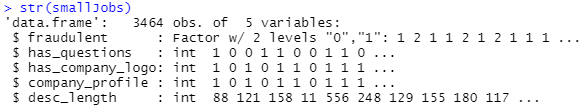 > str(smallJobs)
'data.frame':   3464 obs. of  5 variables:
 $ fraudulent      : Factor w/ 2 levels "0","1": 1 2 1 1 2 1 2 1 1 1 ...
 $ has_questions   : int  1 0 0 1 1 0 0 1 1 0 ...
 $ has_company_logo: int  1 0 1 0 1 1 0 1 1 1 ...
 $ company_profile : int  1 0 1 0 1 1 0 1 1 1 ...
 $ desc_length     : int  88 121 158 11 556 248 129 155 180 117 ...